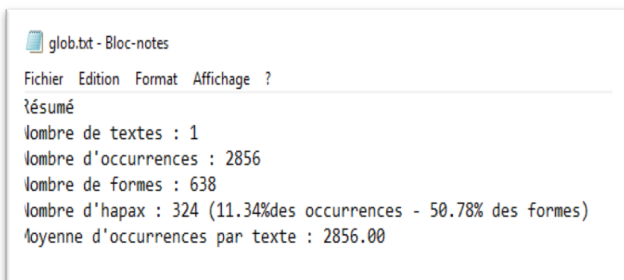 glob.txt - Bloc-notes
Fichier Edition Format Affichage ?
Résumé
Nombre de textes : 1
Nombre d'occurrences : 2856
Nombre de formes : 638
Nombre d'hapax : 324 (11.34%des occurrences - 50.78% des formes)
Moyenne d'occurrences par texte : 2856.00